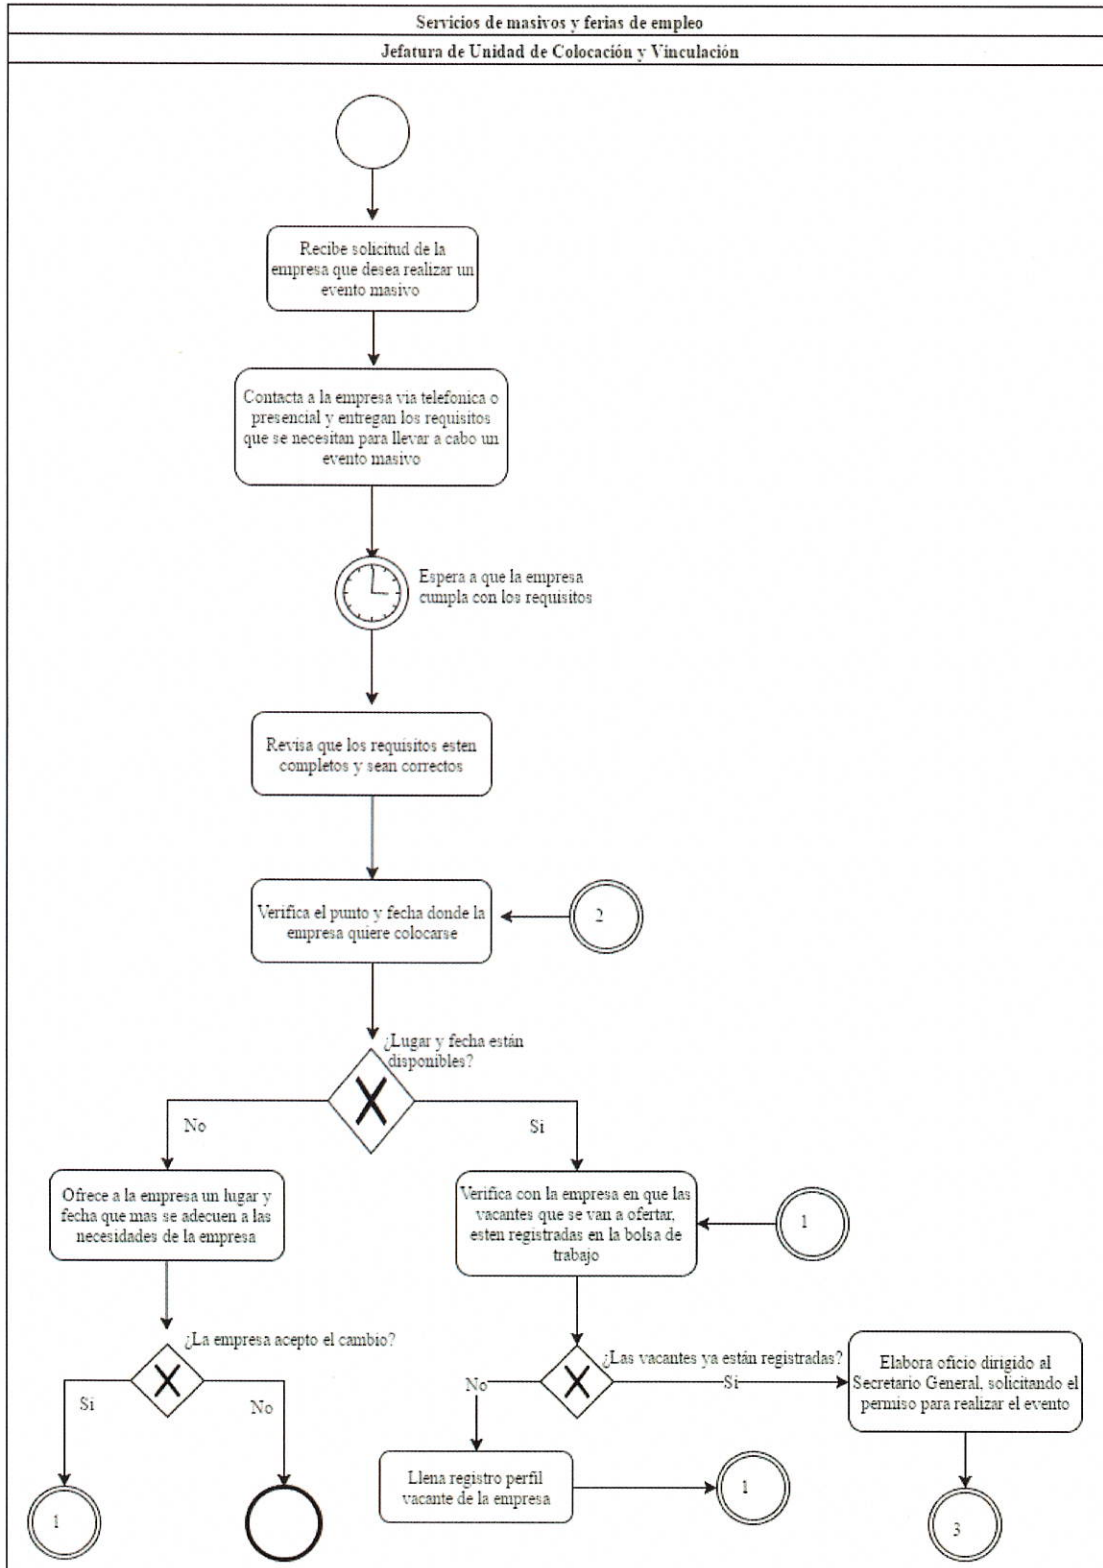 Servicios de masivos y ferias de empleo
Jefatura de Unidad de Colocación y Vinculación
Recibe solicitud de la
empresa que desea realizar un
evento masivo
Contacta a la empresa via telefonica o
presencial y entregan los requisitos
que se necesitan para llevar a cabo un
evento masivo
Espera a que la empresa
cumpla con los requisitos
Revisa que los requisitos esten
completos y sean correctos
Verifica el punto y fecha donde la
empresa quiere colocarse
2
¿Lugar y fecha están
disponibles?
No
Si
Ofrece a la empresa un lugar y
fecha que mas se adecuen a las
necesidades de la empresa
Verifica con la empresa en que las
vacantes que se van a ofertar,
esten registradas en la bolsa de
trabajo
1
¿La empresa acepto el cambio?
Si
No
¿Las vacantes ya están registradas?
No
Si
Elabora oficio dirigido al
Secretario General, solicitando el
permiso para realizar el evento
Llena registro perfil
vacante de la empresa
1
1
3